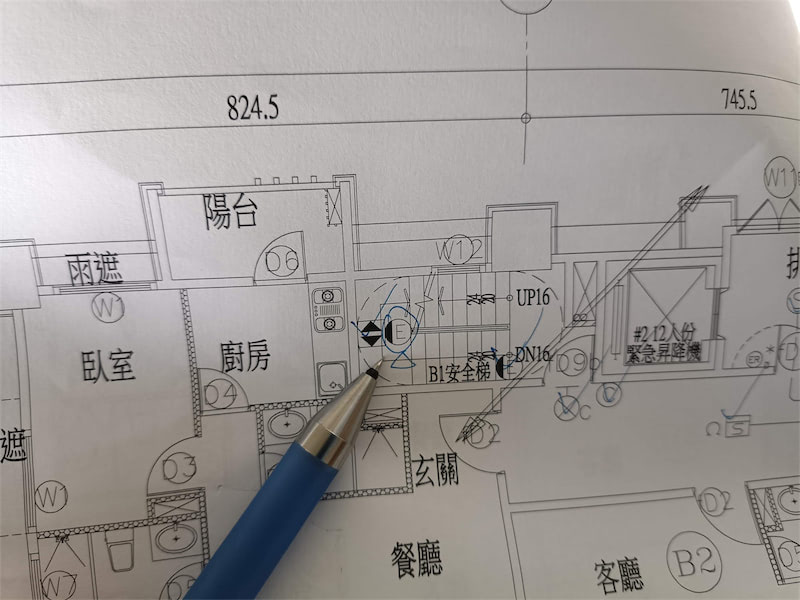 824.5
745.5
W11
陽台
W12
雨遮
D6
W1
UP16
E
#2 12人份
緊急昇降機
廚房
臥室
DN16
B1安全梯
D9
D4
C
S
D2
遮
D3
玄關
W1
D2
餐廳
客廳
B2
W7